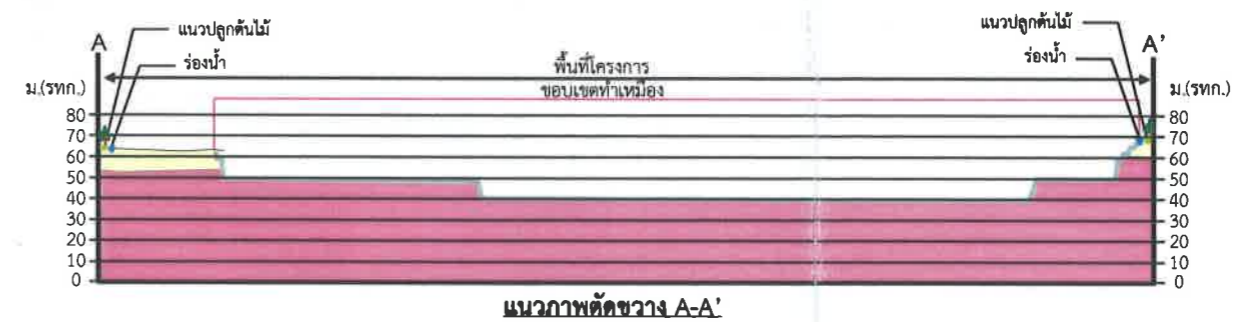 A
แนวปลูกต้นไม้
ร่องน้ำ
แนวปลูกต้นไม้
ร่องน้ำ
A'
พื้นที่โครงการ
ขอบเขตทำเหมือง
ม.(รทก.)
80
70
60
50
40
30
20
10
0
ม.(รทก.)
80
70
60
50
40
30
20
10
0
แนวภาพตัดขวาง A-A'